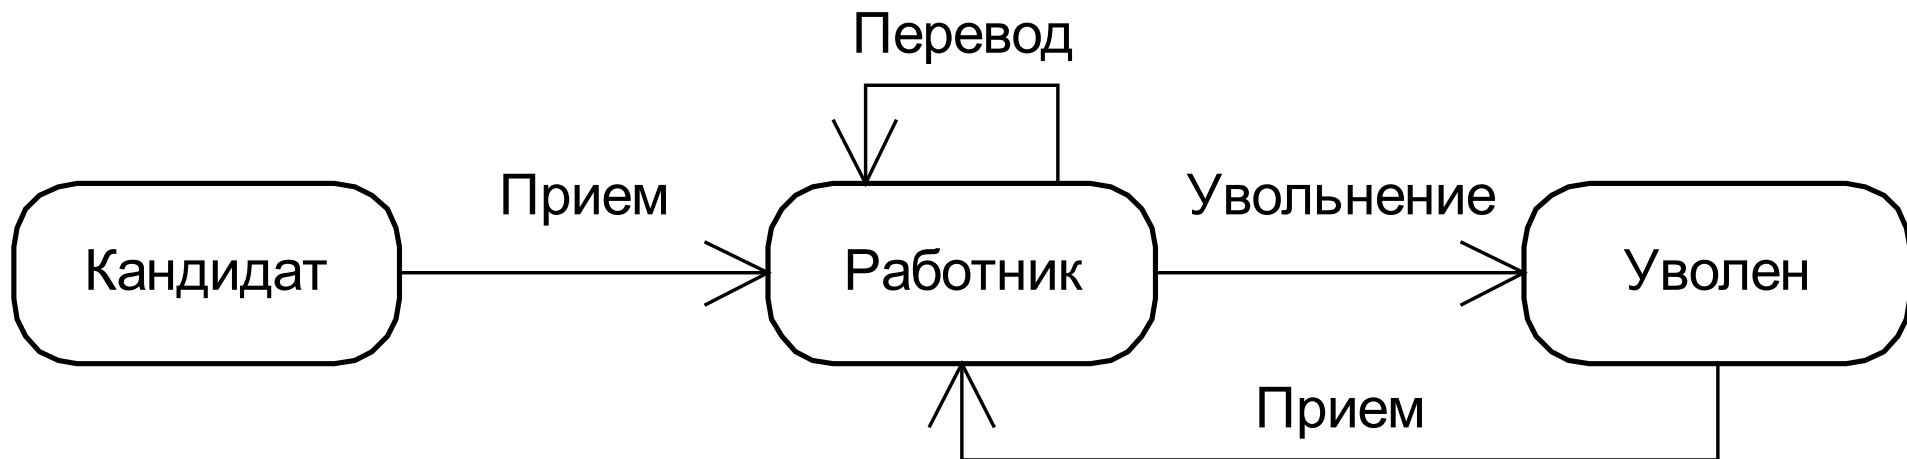 Перевод
Прием
Увольнение
Кандидат
Работник
Уволен
Прием